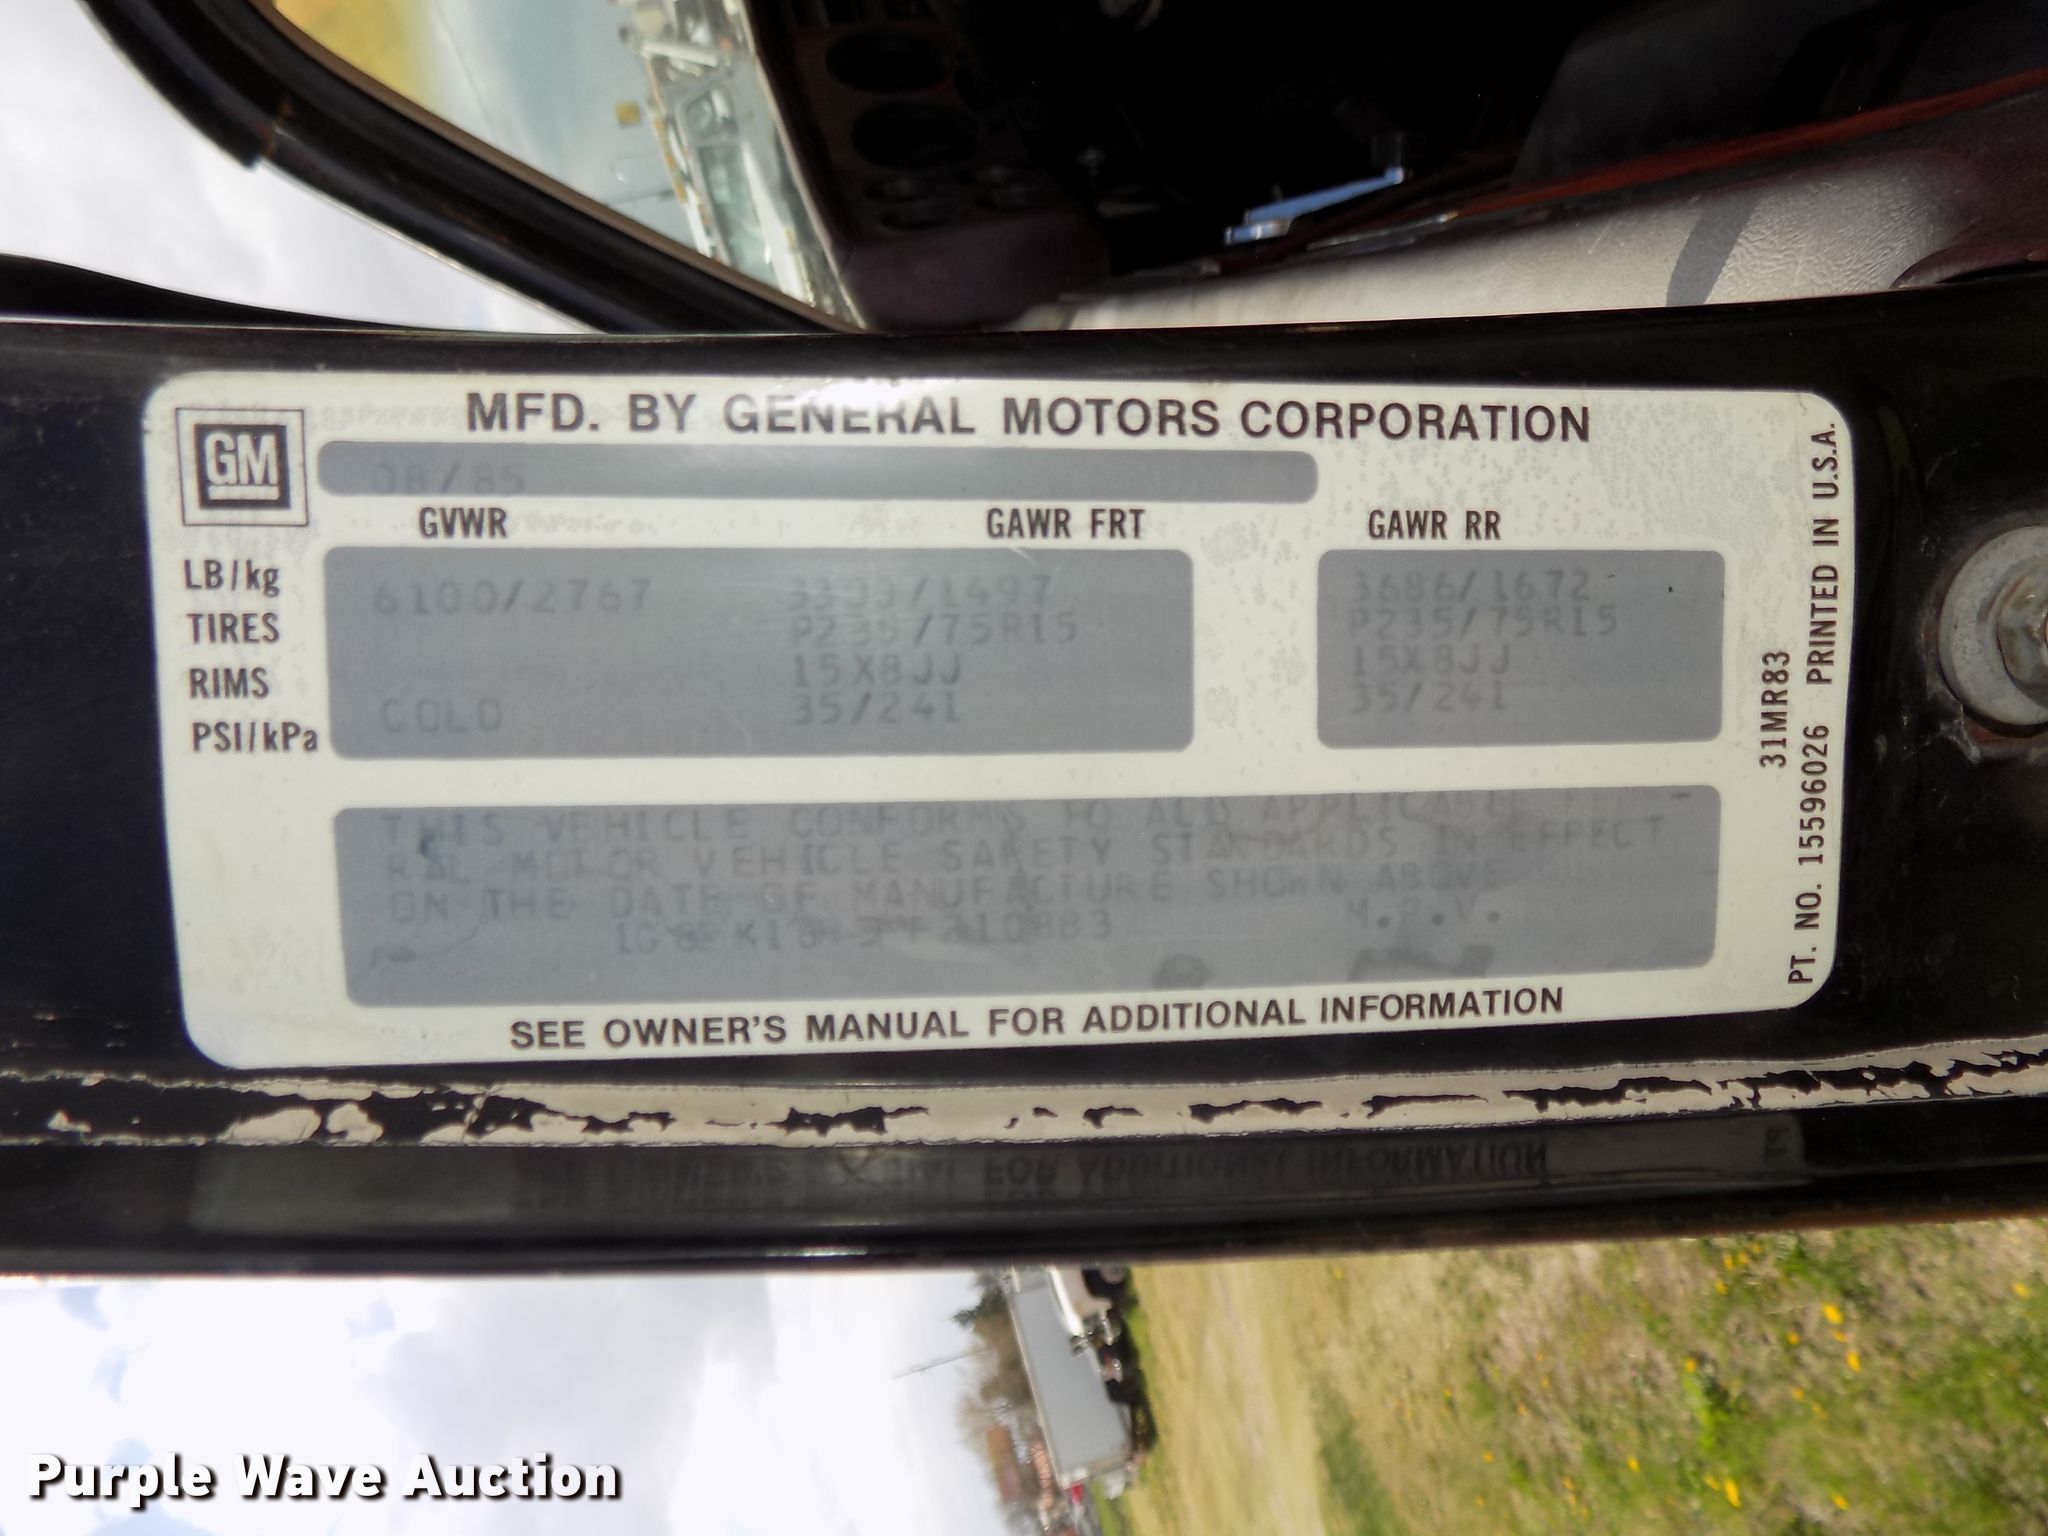 MFD. BY GENERAL MOTORS CORPORATION
GM
08/85
GVWR GAWR FRT GAWR RR
LB/kg 6100/2767 3300/1497 3686/1672
TIRES P235/75R15 P235/75R15
RIMS 15X8JJ 15X8JJ
PSI/kPa COLD 35/241 35/241
THIS VEHICLE CONFORMS TO ALL APPLICABLE
RAL MOTOR VEHICLE SAFETY STANDARDS IN EFFECT
ON THE DATE OF MANUFACTURE SHOWN ABOVE
M.P.V.
SEE OWNER'S MANUAL FOR ADDITIONAL INFORMATION
31MR83
PT. NO. 15596026 PRINTED IN U.S.A.
Purple Wave Auction